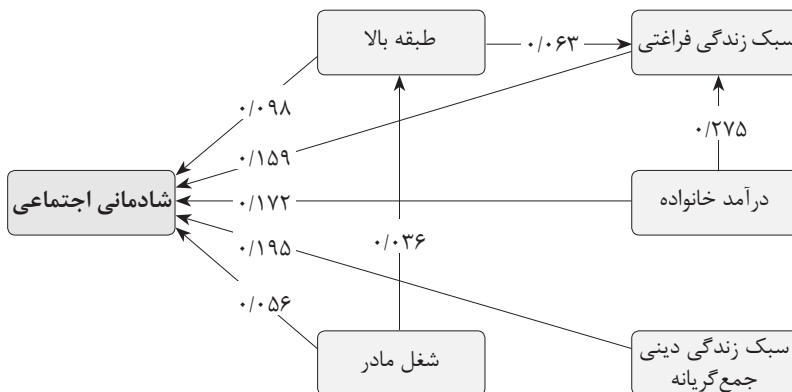 سبک زندگی فراغتی
۰/۰۶۳
طبقه بالا
۰/۰۹۸
۰/۲۷۵
۰/۱۵۹
درآمد خانواده
۰/۱۷۲
شادمانی اجتماعی
۰/۰۳۶
۰/۱۹۵
۰/۰۵۶
سبک زندگی دینی
جمع‌گریانه
شغل مادر